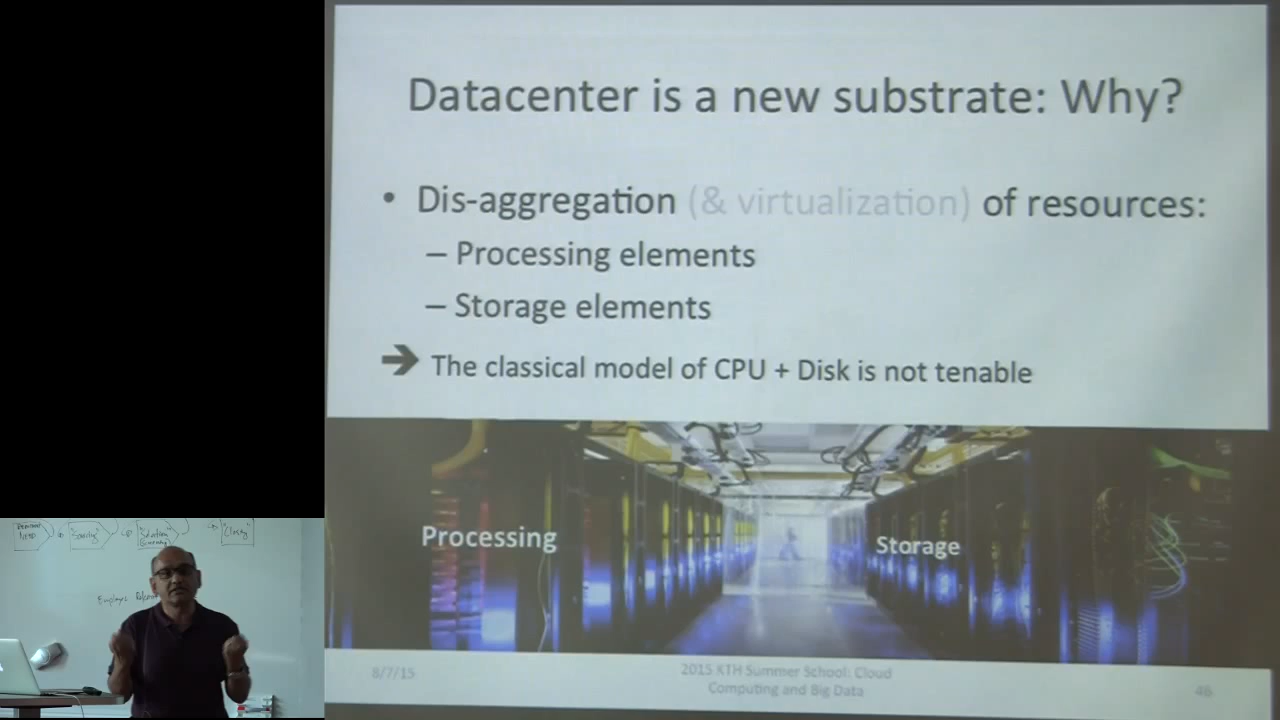 Datacenter is a new substrate: Why?
• Dis-aggregation (& virtualization) of resources:
– Processing elements
– Storage elements
➔ The classical model of CPU + Disk is not tenable
Processing
Storage
8/7/15
2015 KTH Summer School: Cloud
Computing and Big Data
48
"Closing"